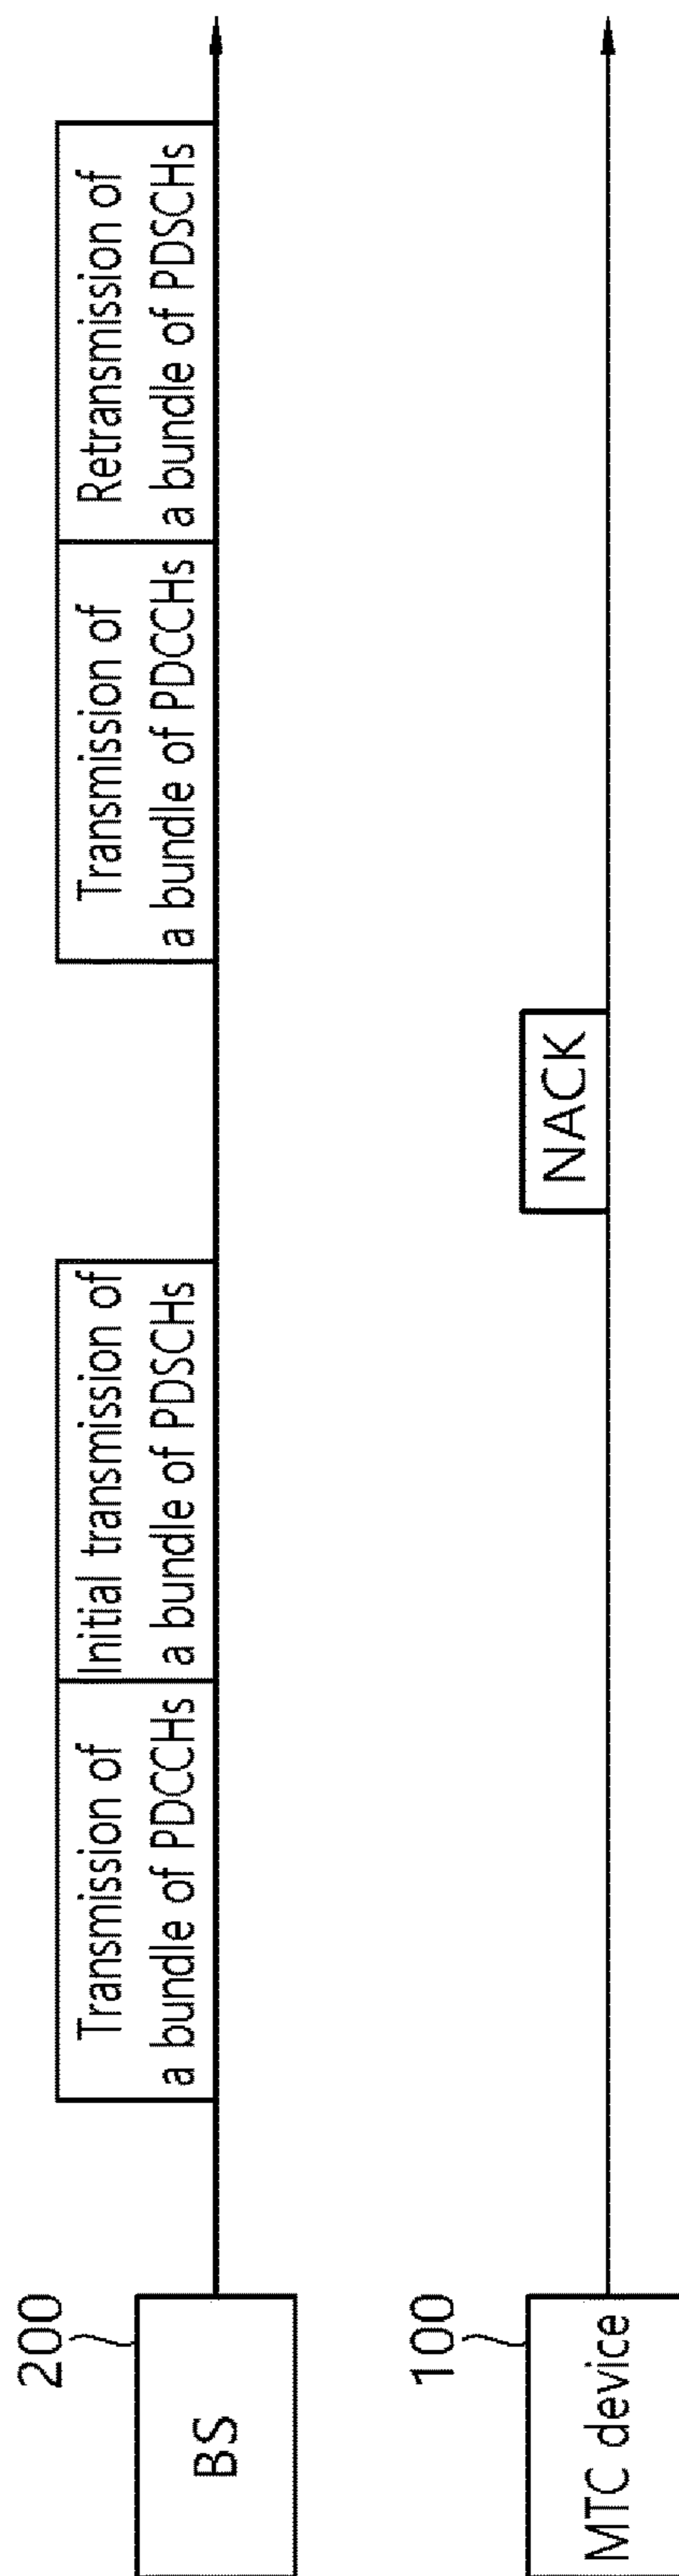 200
BS
Transmission of
a bundle of PDCCHs
Initial transmission of
a bundle of PDSCHs
Transmission of
a bundle of PDCCHs
Retransmission of
a bundle of PDSCHs
100
MTC device
NACK